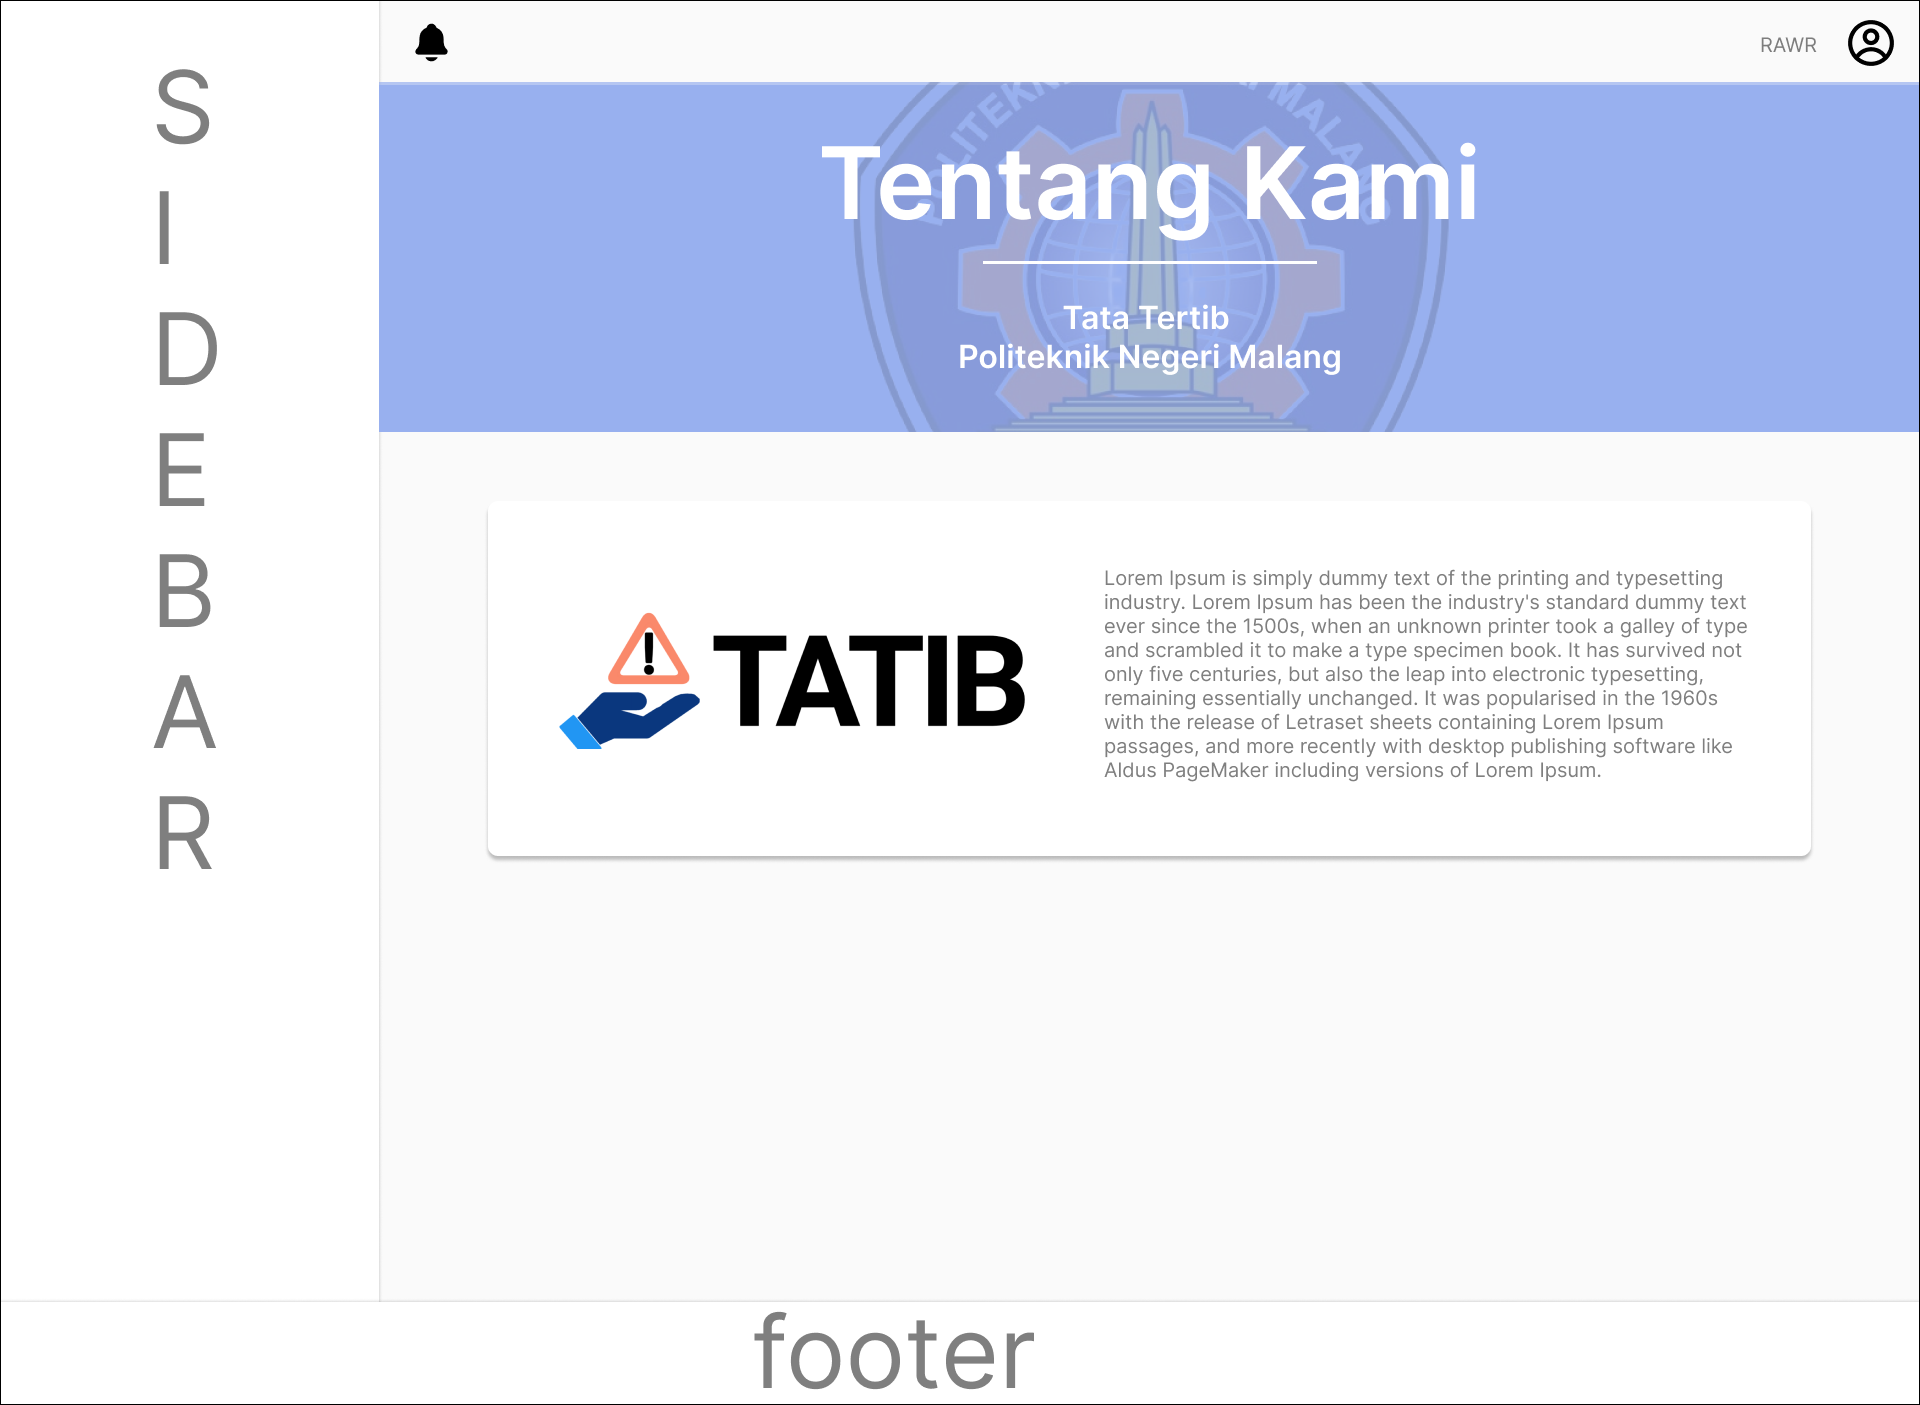 S
I
D
E
B
A
R
RAWR
POLITEKN
I MALANG
Tentang Kami
Tata Tertib
Politeknik Negeri Malang
TATIB
Lorem Ipsum is simply dummy text of the printing and typesetting
industry. Lorem Ipsum has been the industry's standard dummy text
ever since the 1500s, when an unknown printer took a galley of type
and scrambled it to make a type specimen book. It has survived not
only five centuries, but also the leap into electronic typesetting,
remaining essentially unchanged. It was popularised in the 1960s
with the release of Letraset sheets containing Lorem Ipsum
passages, and more recently with desktop publishing software like
Aldus PageMaker including versions of Lorem Ipsum.
footer